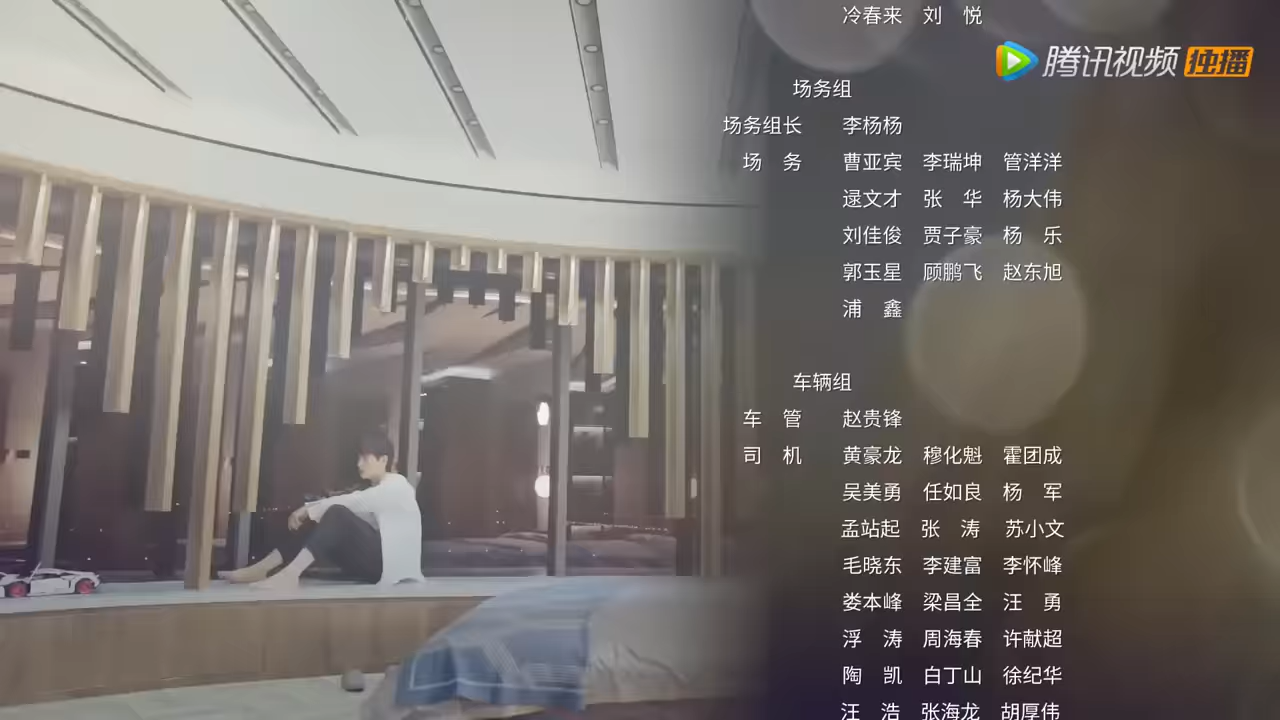 冷春来 刘 悦
腾讯视频 独播
场务组
场务组长 李杨杨
场 务 曹亚宾 李瑞坤 管洋洋
逯文才 张 华 杨大伟
刘佳俊 贾子豪 杨 乐
郭玉星 顾鹏飞 赵东旭
浦 鑫
车辆组
车 管 赵贵锋
司 机 黄豪龙 穆化魁 霍团成
吴美勇 任如良 杨 军
孟站起 张 涛 苏小文
毛晓东 李建富 李怀峰
娄本峰 梁昌全 汪 勇
浮 涛 周海春 许献超
陶 凯 白丁山 徐纪华
汪 浩 张海龙 胡厚伟